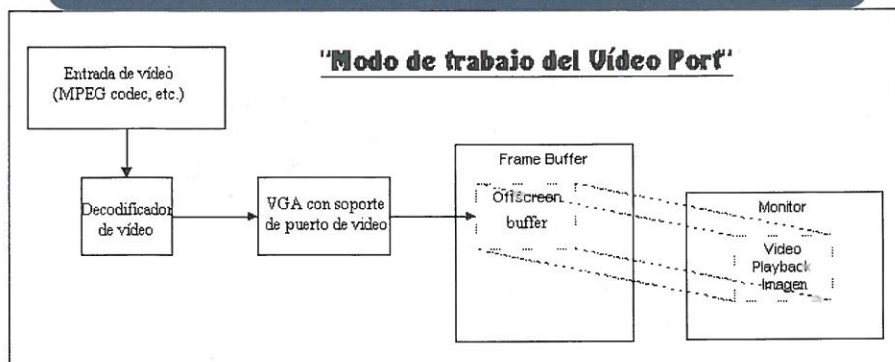 "Modo de trabajo del Vídeo Port"
Entrada de vídeo
(MPEG codec, etc.)
Decodificador
de vídeo
VGA con soporte
de puerto de video
Frame Buffer
Offscreen
buffer
Monitor
Video
Playback
Imagen